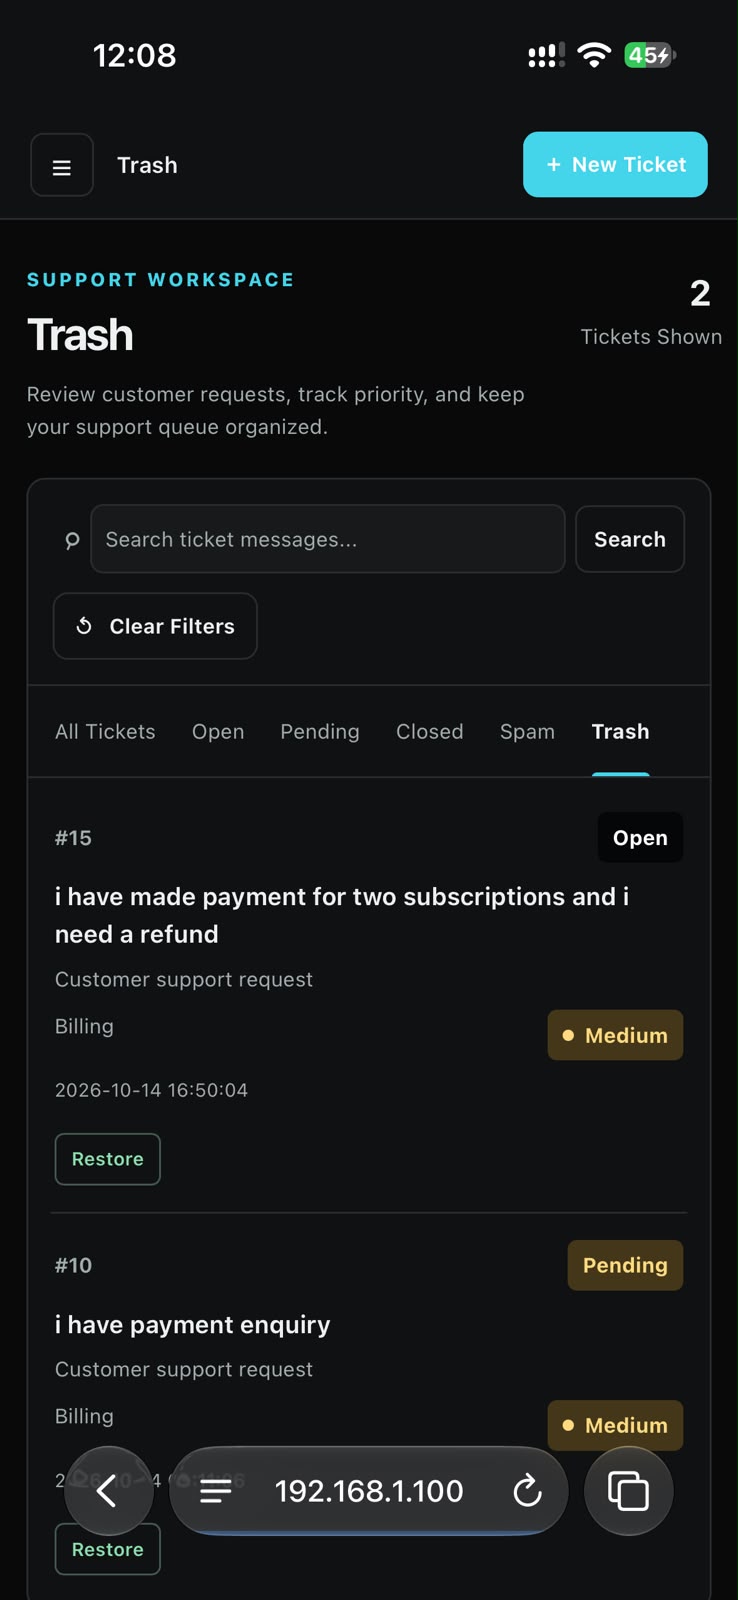 12:08
45
Trash
+ New Ticket
SUPPORT WORKSPACE
2
Trash
Tickets Shown
Review customer requests, track priority, and keep
your support queue organized.
Search ticket messages...
Search
Clear Filters
All Tickets Open Pending Closed Spam Trash
#15
Open
i have made payment for two subscriptions and i
need a refund
Customer support request
Billing
Medium
2026-10-14 16:50:04
Restore
#10
Pending
i have payment enquiry
Customer support request
Billing
Medium
192.168.1.100
Restore